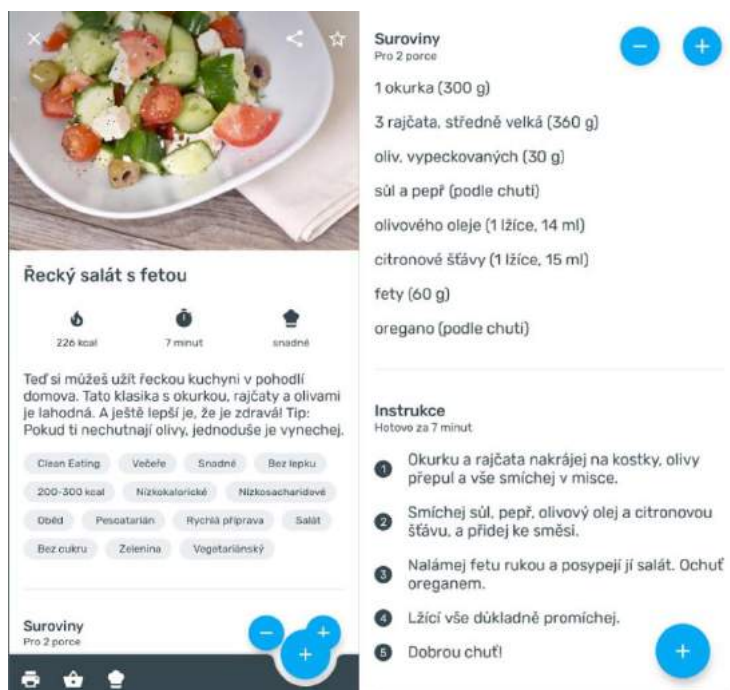 Řecký salát s fetou
226 kcal
7 minut
snadné
Teď si můžeš užít řeckou kuchyni v pohodlí
domova. Tato klasika s okurkou, rajčaty a olivami
je lahodná. A ještě lepší je, že je zdravá! Tip:
Pokud ti nechutnají olivy, jednoduše je vynechej.
Clean Eating Večeře Snadné Bez lepku
200-300 kcal Nízkokalorické Nízkosacharidové
Oběd Pescatarián Rychlá příprava Salát
Bez cukru Zelenina Vegetariánský
Suroviny
Pro 2 porce
Suroviny
Pro 2 porce
1 okurka (300 g)
3 rajčata, středně velká (360 g)
oliv, vypeckovaných (30 g)
sůl a pepř (podle chuti)
olivového oleje (1 lžíce, 14 ml)
citronové šťávy (1 lžíce, 15 ml)
fety (60 g)
oregano (podle chuti)
Instrukce
Hotovo za 7 minut
1 Okurku a rajčata nakrájej na kostky, olivy
přepul a vše smíchej v misce.
2 Smíchej sůl, pepř, olivový olej a citronovou
šťávu, a přidej ke směsi.
3 Nalámej fetu rukou a posypej jí salát. Ochuť
oreganem.
4 Lžící vše důkladně promíchej.
5 Dobrou chuť!